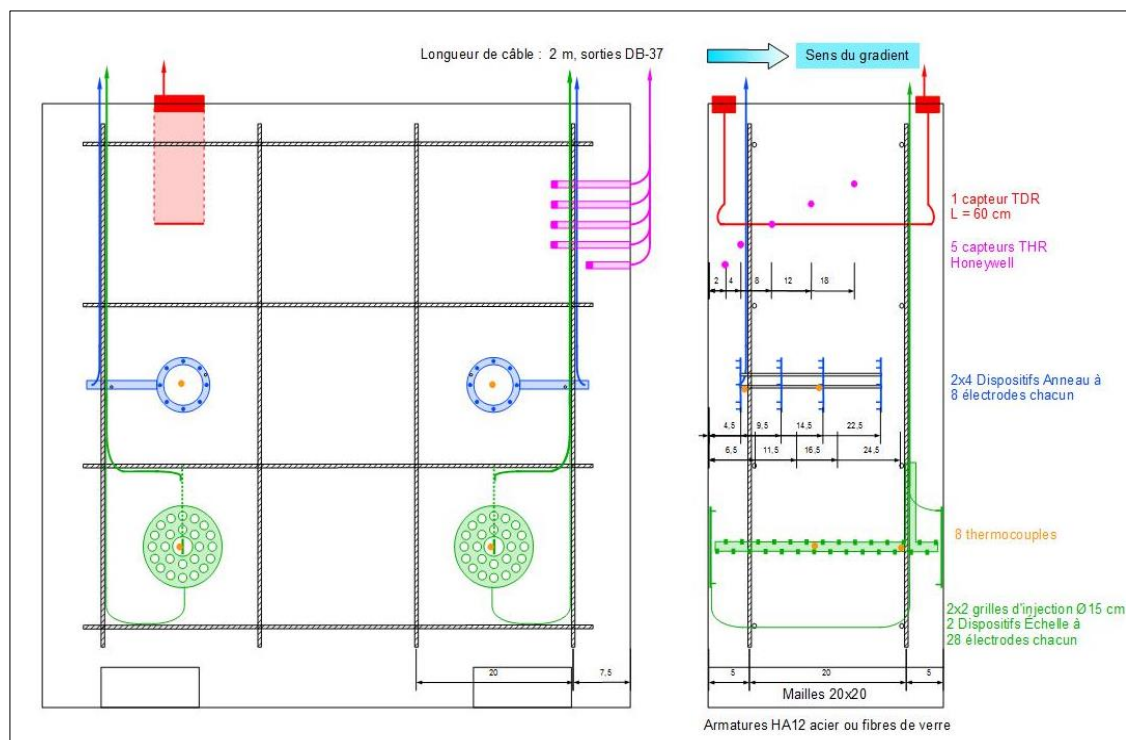 Longueur de câble : 2 m, sorties DB-37
Sens du gradient
1 capteur TDR
L = 60 cm
5 capteurs THR
Honeywell
2 4 8 12 18
2x4 Dispositifs Anneau à
8 électrodes chacun
4,5 9,5 14,5 22,5
6,5 11,5 16,5 24,5
8 thermocouples
2x2 grilles d'injection Ø 15 cm
2 Dispositifs Échelle à
28 électrodes chacun
20 7,5
5 20 5
Mailles 20x20
Armatures HA12 acier ou fibres de verre